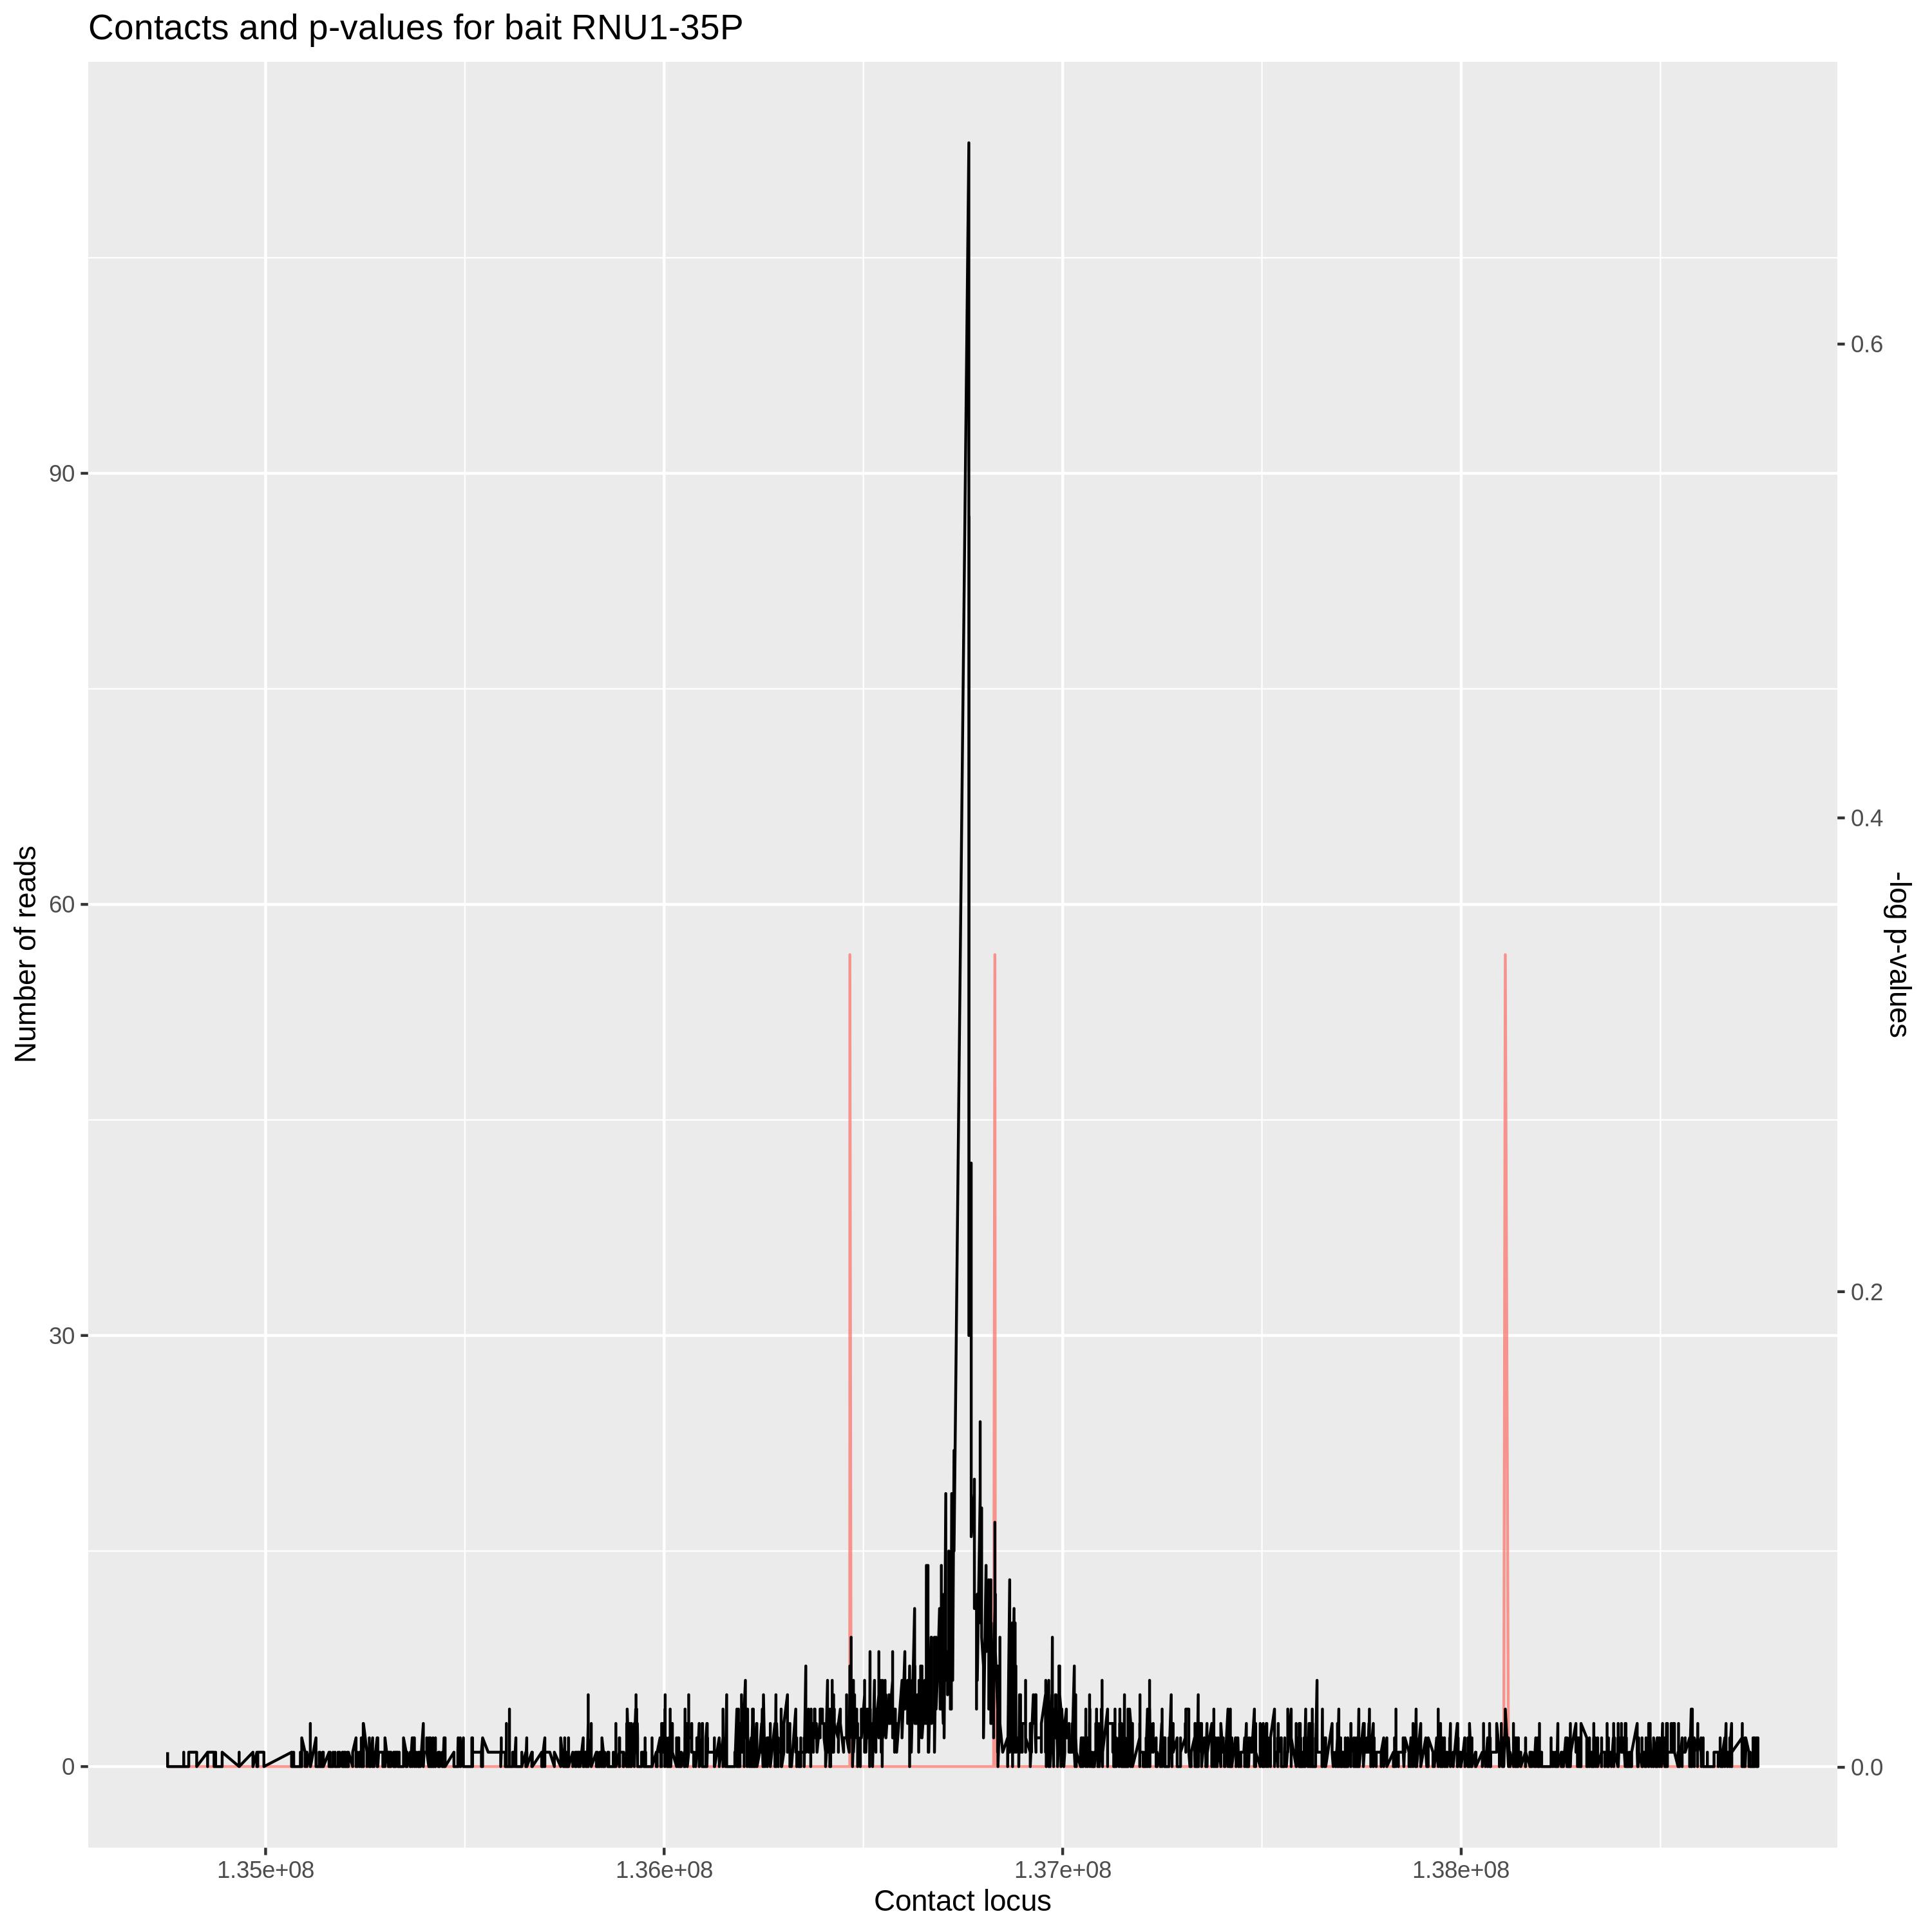 Contacts and p-values for bait RNU1-35P
Number of reads
90
60
30
0
0.6
0.4
0.2
0.0
-log p-values
1.35e+08
1.36e+08
1.37e+08
1.38e+08
Contact locus